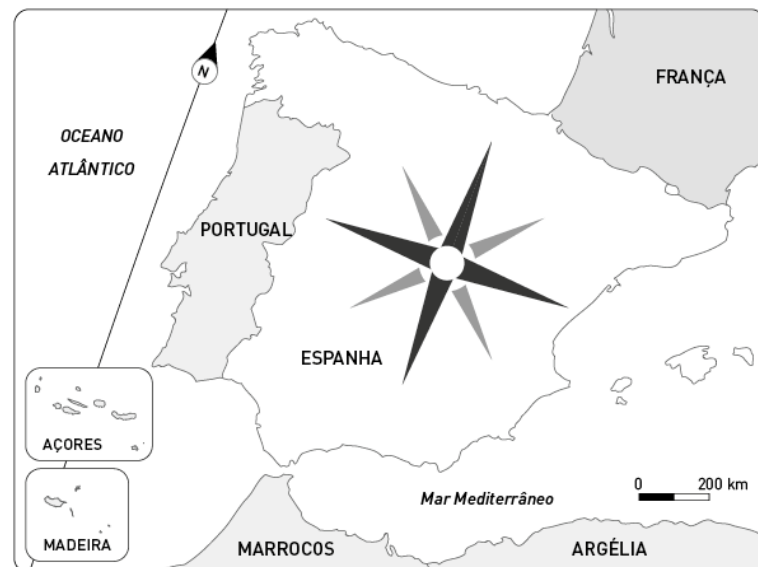 FRANÇA
N
OCEANO
ATLÂNTICO
PORTUGAL
ESPANHA
AÇORES
MADEIRA
Mar Mediterrâneo
0 200 km
MARROCOS
ARGÉLIA